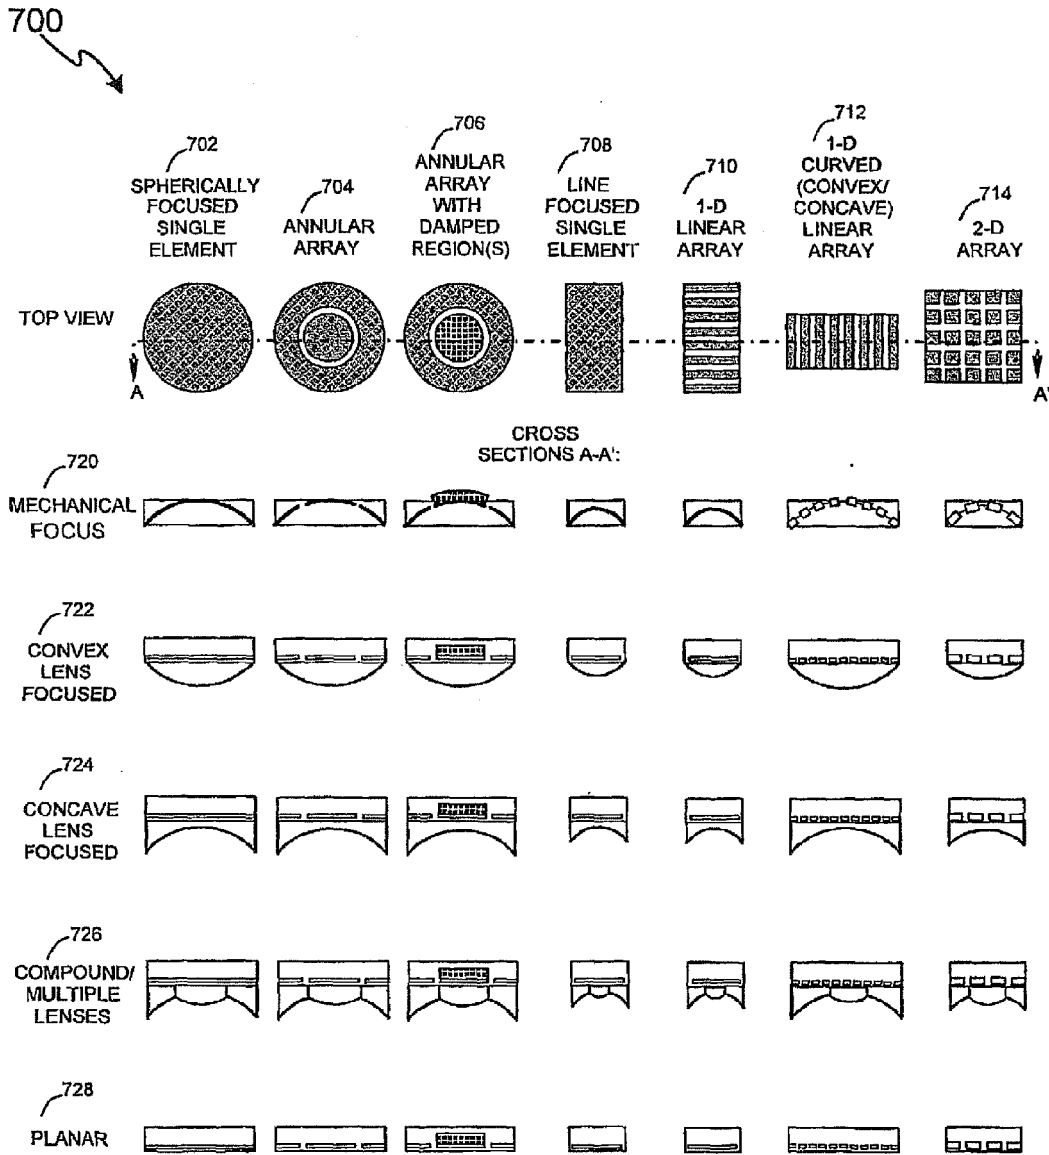 700
702
SPHERICALLY
FOCUSED
SINGLE
ELEMENT
704
ANNULAR
ARRAY
706
ANNULAR
ARRAY
WITH
DAMPED
REGION(S)
708
LINE
FOCUSED
SINGLE
ELEMENT
710
1-D
LINEAR
ARRAY
712
1-D
CURVED
(CONVEX/
CONCAVE)
LINEAR
ARRAY
714
2-D
ARRAY
TOP VIEW
A
A'
CROSS
SECTIONS A-A':
720
MECHANICAL
FOCUS
722
CONVEX
LENS
FOCUSED
724
CONCAVE
LENS
FOCUSED
726
COMPOUND/
MULTIPLE
LENSES
728
PLANAR